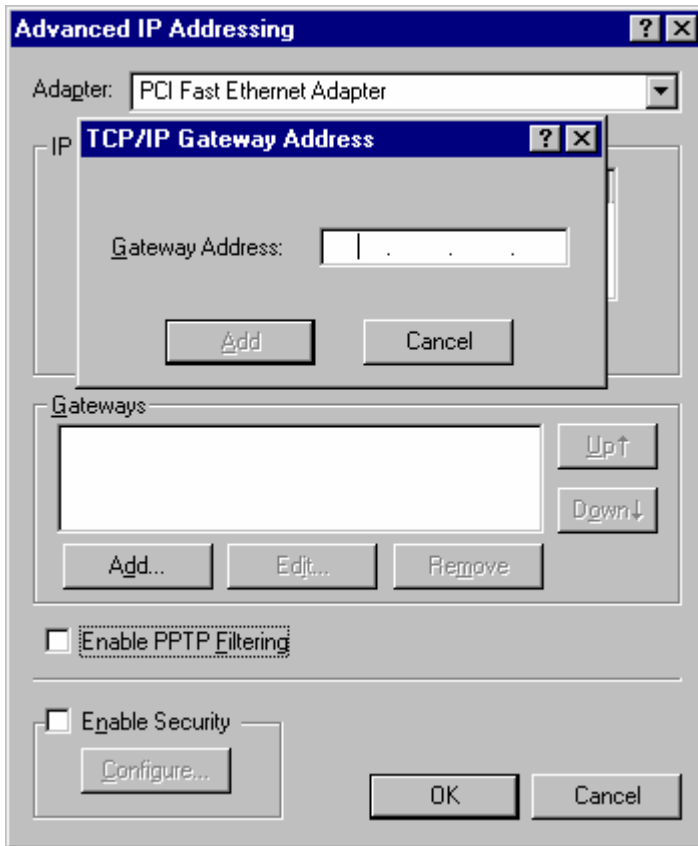 Advanced IP Addressing
Adapter: PCI Fast Ethernet Adapter
IP
TCP/IP Gateway Address
Gateway Address: . . .
Add Cancel
Gateways
Up↑
Down↓
Add... Edit... Remove
Enable PPTP Filtering
Enable Security
Configure...
OK Cancel